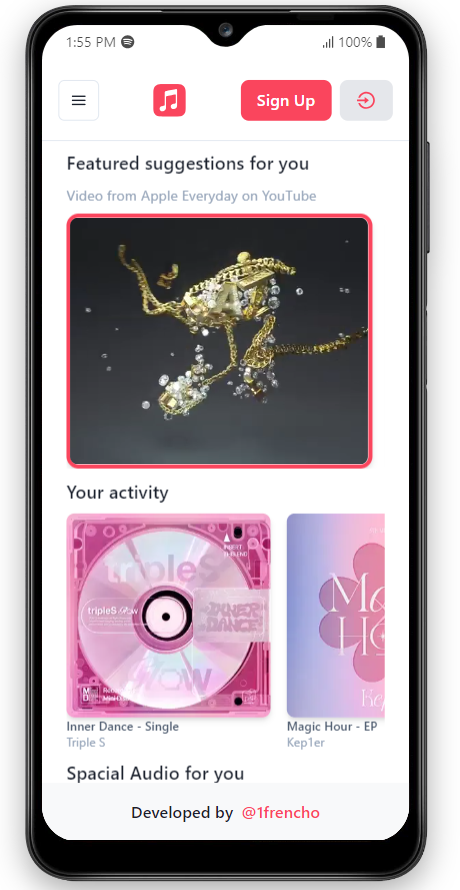 1:55 PM
100%
Sign Up
Featured suggestions for you
Video from Apple Everyday on YouTube
Your activity
tripleS
INNER
DANCE
Magic Hour - EP
Inner Dance - Single
Triple S
Kep1er
Spacial Audio for you
Developed by @1frencho